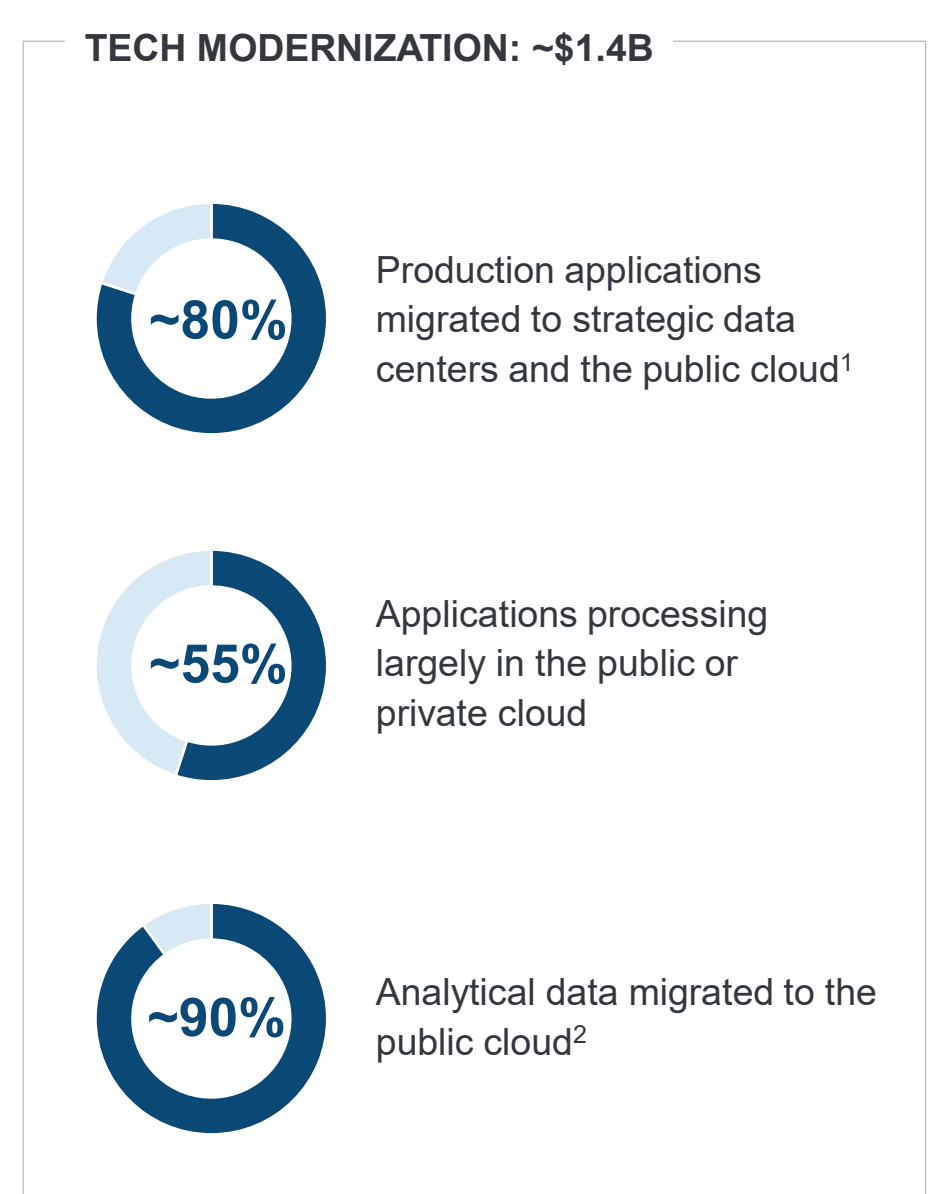 TECH MODERNIZATION: ~$1.4B
~80%
Production applications
migrated to strategic data
centers and the public cloud¹
~55%
Applications processing
largely in the public or
private cloud
~90%
Analytical data migrated to the
public cloud²